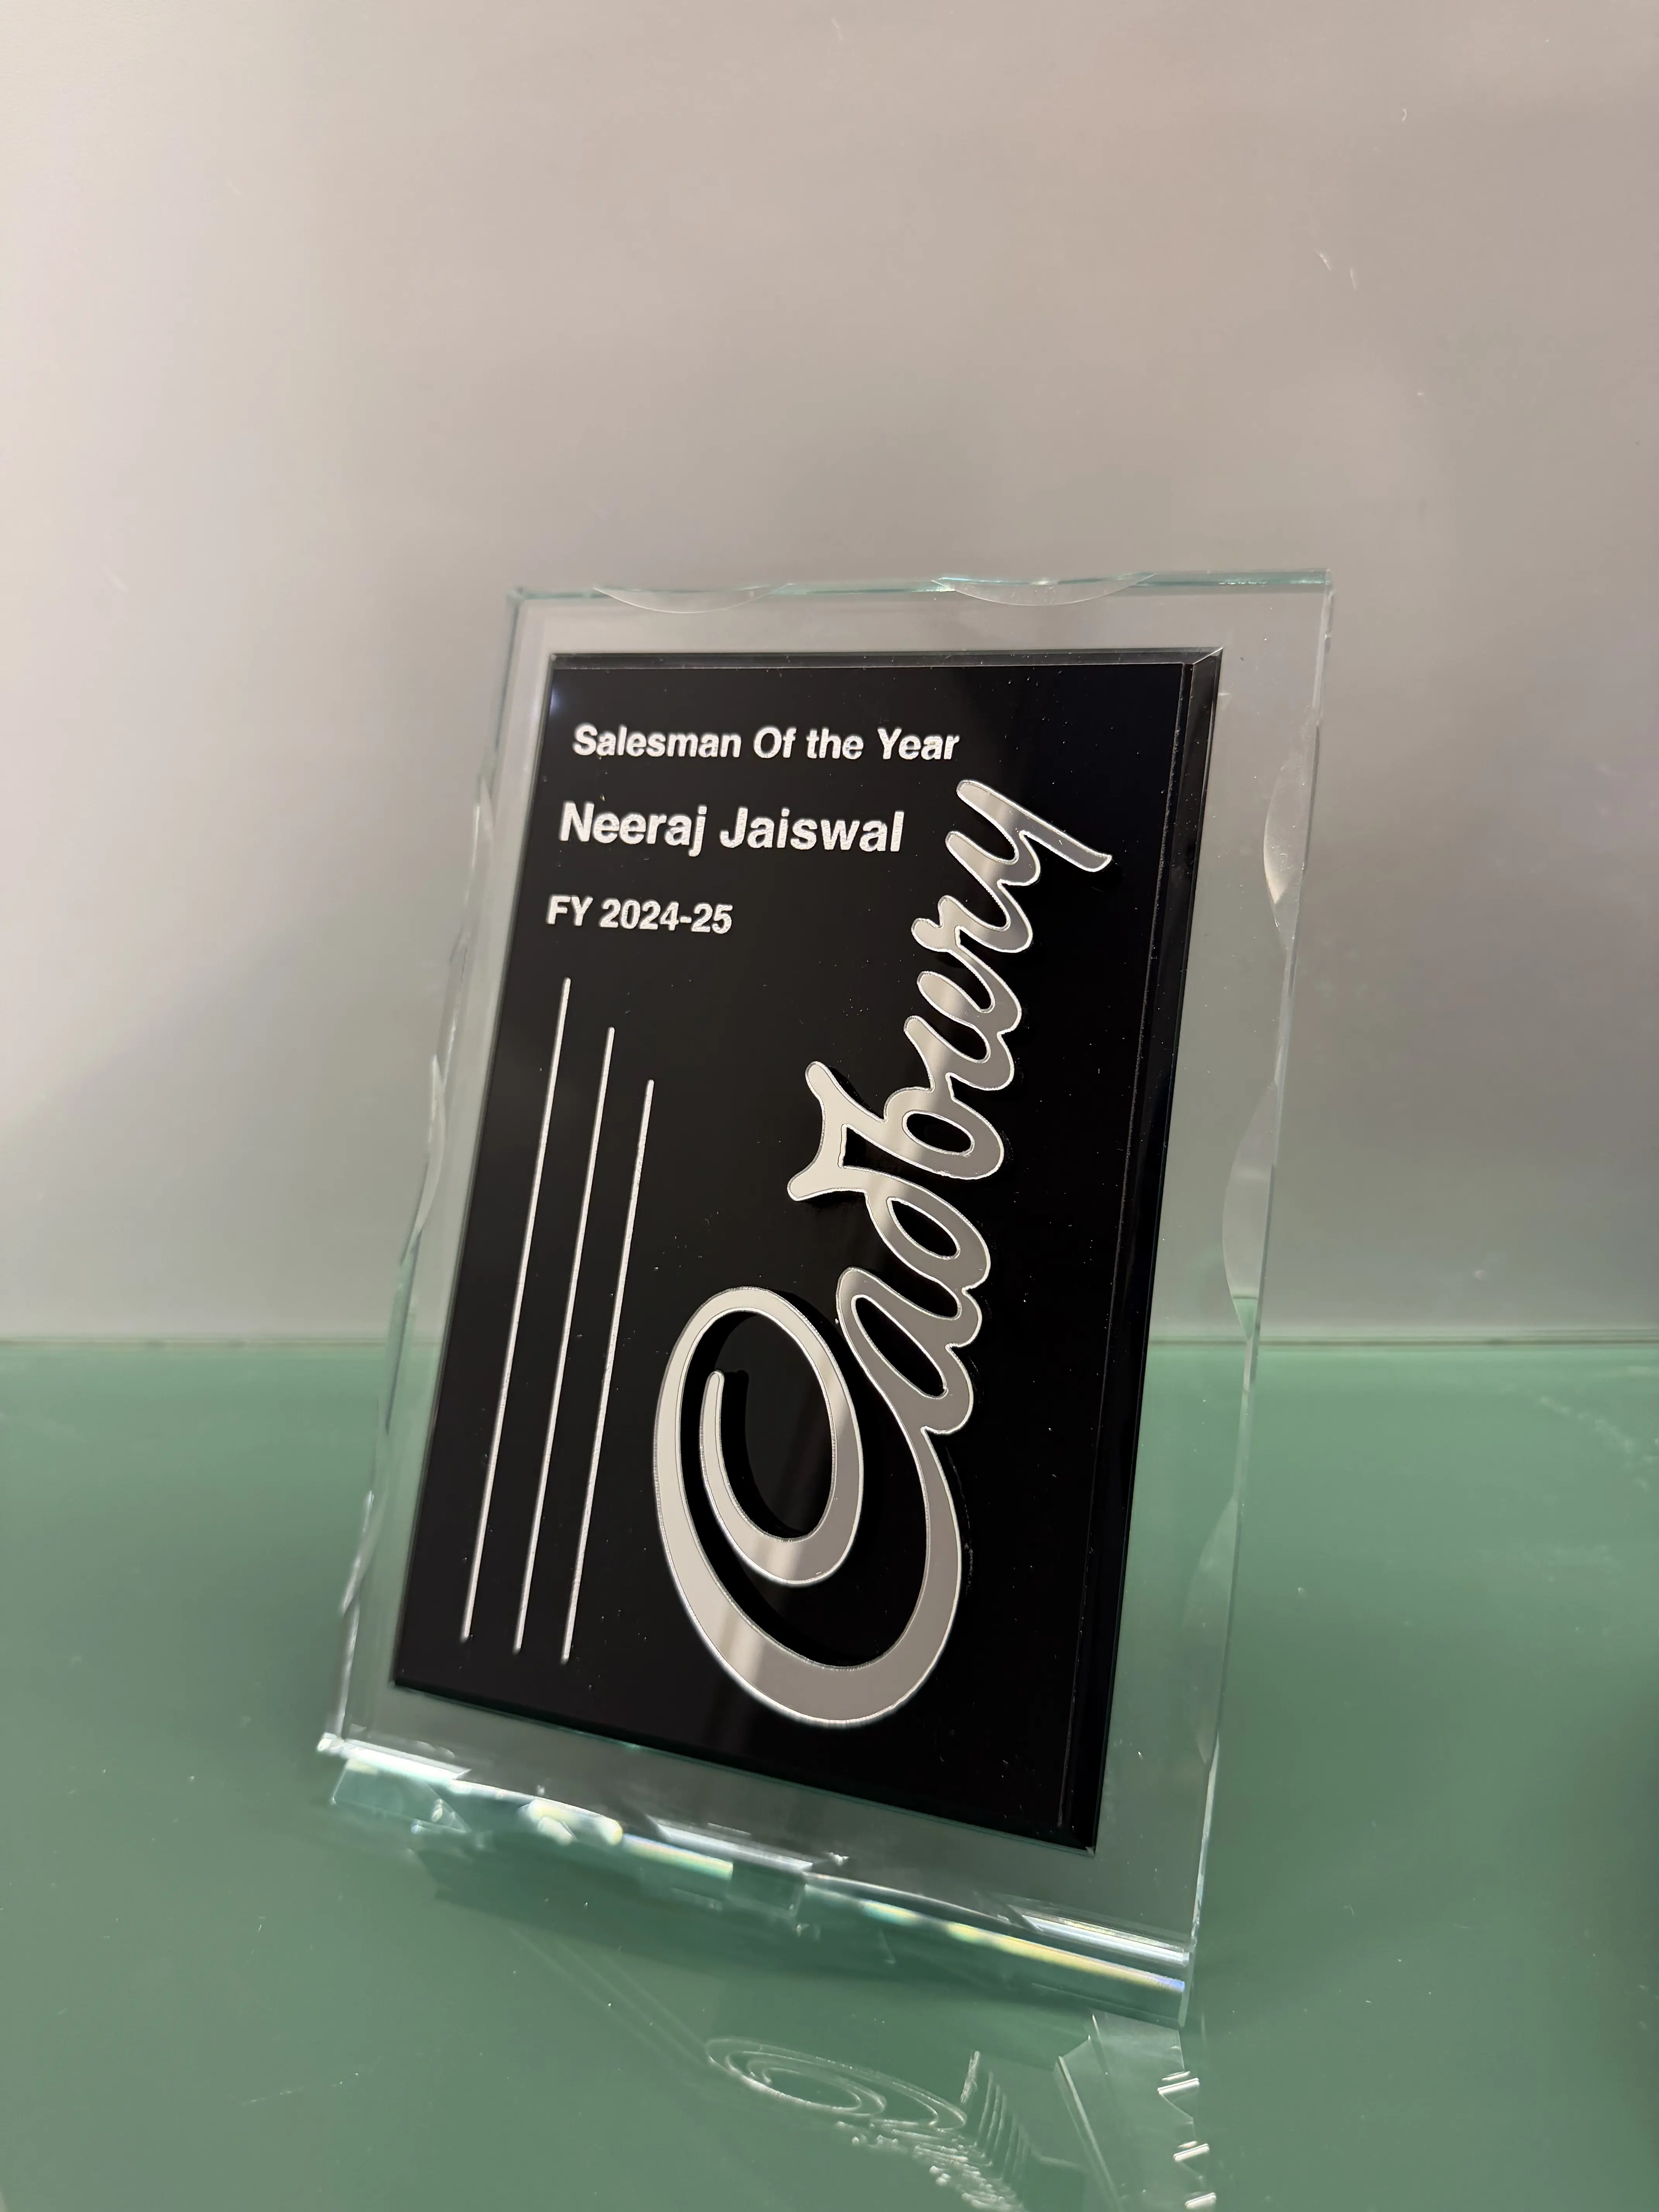 Salesman Of the Year
Neeraj Jaiswal
FY 2024-25
Cadbury